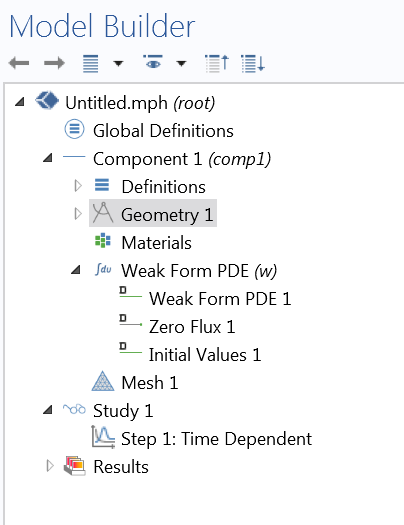 Model Builder
Untitled.mph (root)
Global Definitions
Component 1 (comp1)
Definitions
Geometry 1
Materials
∫du Weak Form PDE (w)
D Weak Form PDE 1
D Zero Flux 1
D Initial Values 1
Mesh 1
Study 1
Step 1: Time Dependent
Results